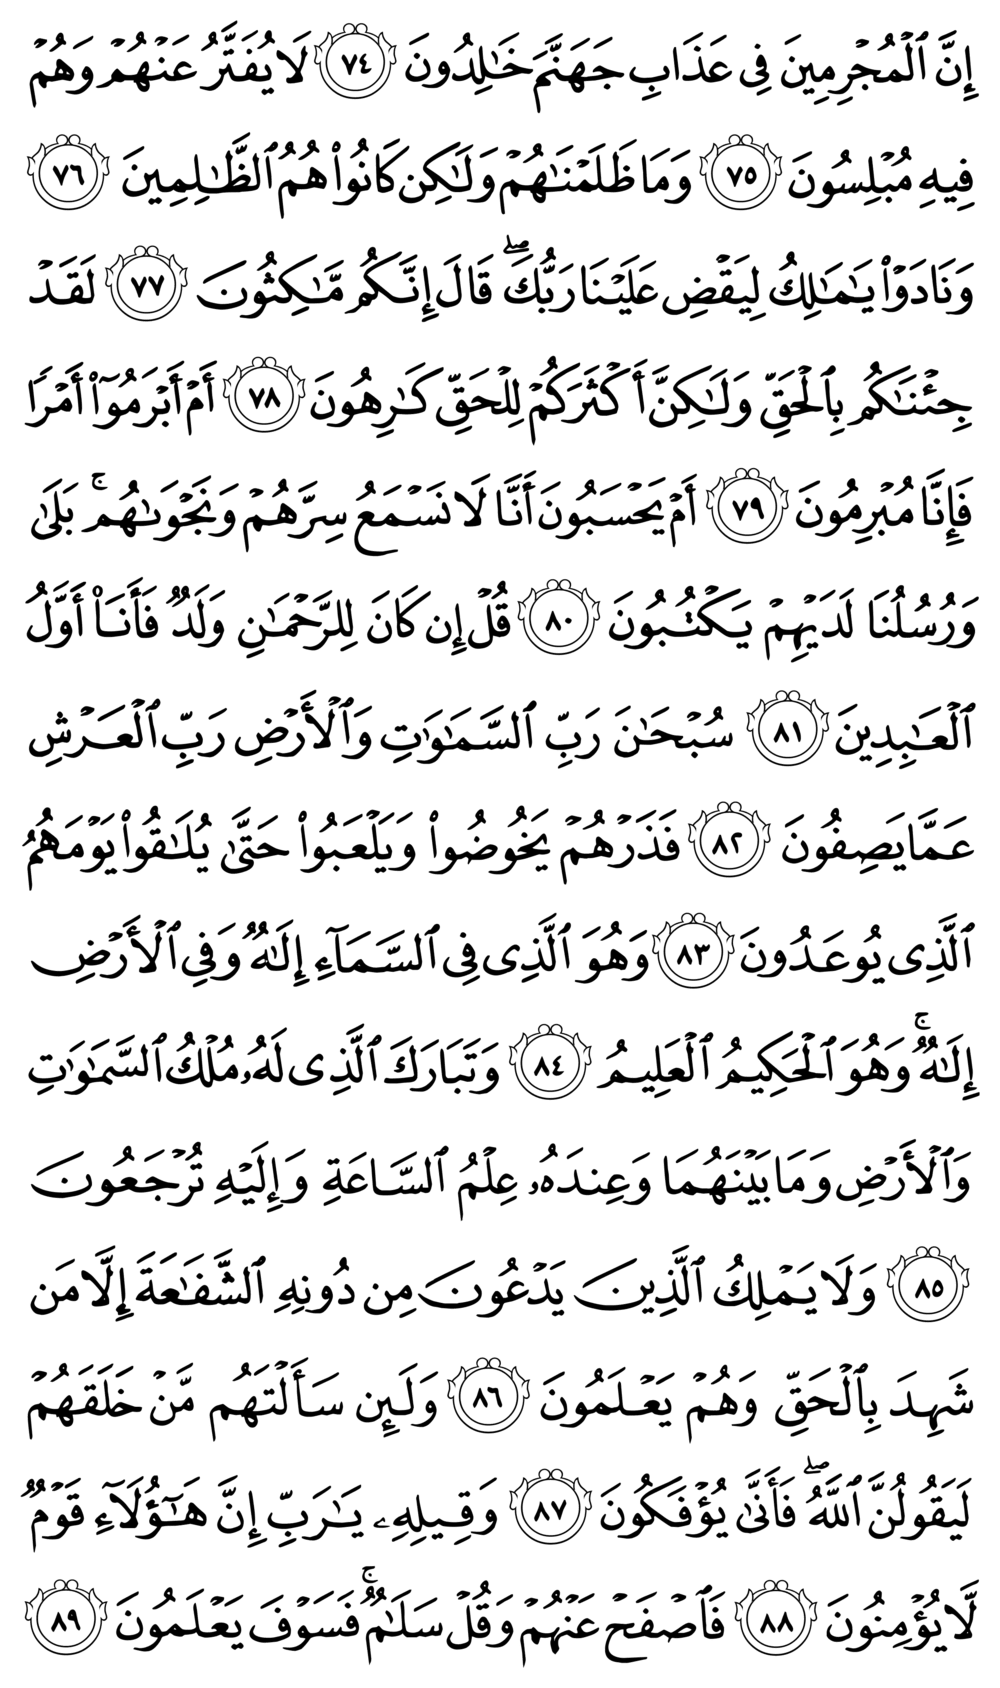 إِنَّ ٱلْمُجْرِمِينَ فِى عَذَابِ جَهَنَّمَ خَـٰلِدُونَ ٧٤ لَا يُفَتَّرُ عَنْهُمْ وَهُمْ
فِيهِ مُبْلِسُونَ ٧٥ وَمَا ظَلَمْنَـٰهُمْ وَلَـٰكِن كَانُوا۟ هُمُ ٱلظَّـٰلِمِينَ ٧٦
وَنَادَوْا۟ يَـٰمَـٰلِكُ لِيَقْضِ عَلَيْنَا رَبُّكَ ۖ قَالَ إِنَّكُم مَّـٰكِثُونَ ٧٧ لَقَدْ
جِئْنَـٰكُم بِٱلْحَقِّ وَلَـٰكِنَّ أَكْثَرَكُمْ لِلْحَقِّ كَـٰرِهُونَ ٧٨ أَمْ أَبْرَمُوٓا۟ أَمْرًا
فَإِنَّا مُبْرِمُونَ ٧٩ أَمْ يَحْسَبُونَ أَنَّا لَا نَسْمَعُ سِرَّهُمْ وَنَجْوَىٰهُم ۚ بَلَىٰ
وَرُسُلُنَا لَدَيْهِمْ يَكْتُبُونَ ٨٠ قُلْ إِن كَانَ لِلرَّحْمَـٰنِ وَلَدٌ فَأَنَا۠ أَوَّلُ
ٱلْعَـٰبِدِينَ ٨١ سُبْحَـٰنَ رَبِّ ٱلسَّمَـٰوَٰتِ وَٱلْأَرْضِ رَبِّ ٱلْعَرْشِ
عَمَّا يَصِفُونَ ٨٢ فَذَرْهُمْ يَخُوضُوا۟ وَيَلْعَبُوا۟ حَتَّىٰ يُلَـٰقُوا۟ يَوْمَهُمُ
ٱلَّذِى يُوعَدُونَ ٨٣ وَهُوَ ٱلَّذِى فِى ٱلسَّمَآءِ إِلَـٰهٌ وَفِى ٱلْأَرْضِ
إِلَـٰهٌ ۚ وَهُوَ ٱلْحَكِيمُ ٱلْعَلِيمُ ٨٤ وَتَبَارَكَ ٱلَّذِى لَهُۥ مُلْكُ ٱلسَّمَـٰوَٰتِ
وَٱلْأَرْضِ وَمَا بَيْنَهُمَا وَعِندَهُۥ عِلْمُ ٱلسَّاعَةِ وَإِلَيْهِ تُرْجَعُونَ
٨٥ وَلَا يَمْلِكُ ٱلَّذِينَ يَدْعُونَ مِن دُونِهِ ٱلشَّفَـٰعَةَ إِلَّا مَن
شَهِدَ بِٱلْحَقِّ وَهُمْ يَعْلَمُونَ ٨٦ وَلَئِن سَأَلْتَهُم مَّنْ خَلَقَهُمْ
لَيَقُولُنَّ ٱللَّهُ ۖ فَأَنَّىٰ يُؤْفَكُونَ ٨٧ وَقِيلِهِۦ يَـٰرَبِّ إِنَّ هَـٰٓؤُلَآءِ قَوْمٌ
لَّا يُؤْمِنُونَ ٨٨ فَٱصْفَحْ عَنْهُمْ وَقُلْ سَلَـٰمٌ ۚ فَسَوْفَ يَعْلَمُونَ ٨٩